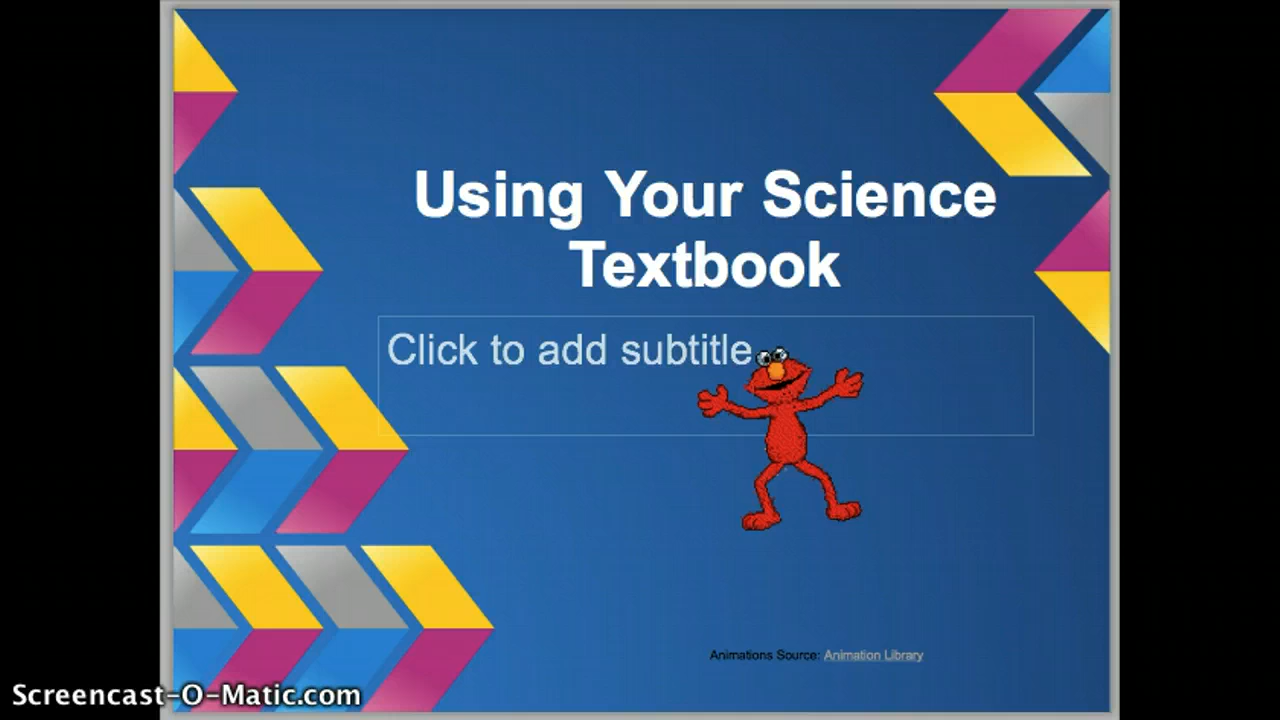 Using Your Science
Textbook
Click to add subtitle
Animations Source: Animation Library
Screencast-O-Matic.com